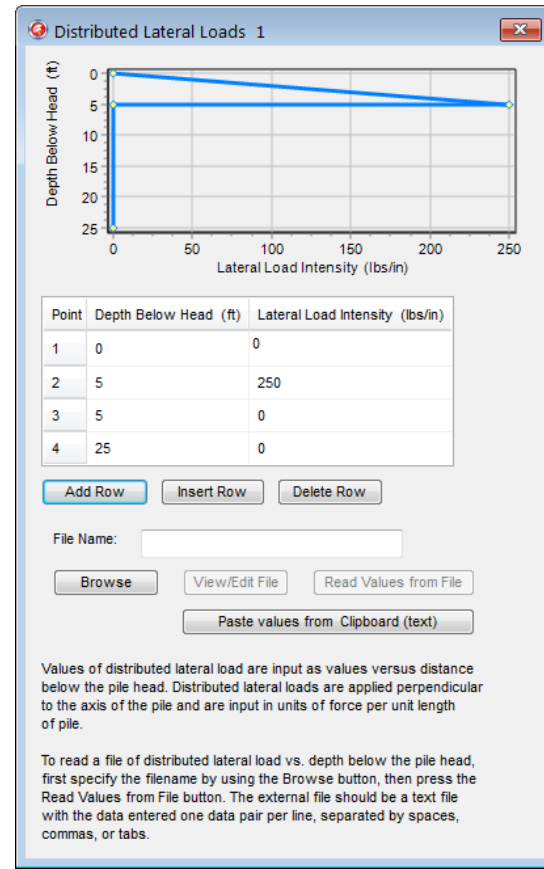 Distributed Lateral Loads 1
Depth Below Head (ft)
0
5
10
15
20
25
0 50 100 150 200 250
Lateral Load Intensity (lbs/in)
Point Depth Below Head (ft) Lateral Load Intensity (lbs/in)
1 0 0
2 5 250
3 5 0
4 25 0
Add Row Insert Row Delete Row
File Name:
Browse View/Edit File Read Values from File
Paste values from Clipboard (text)
Values of distributed lateral load are input as values versus distance
below the pile head. Distributed lateral loads are applied perpendicular
to the axis of the pile and are input in units of force per unit length
of pile.
To read a file of distributed lateral load vs. depth below the pile head,
first specify the filename by using the Browse button, then press the
Read Values from File button. The external file should be a text file
with the data entered one data pair per line, separated by spaces,
commas, or tabs.